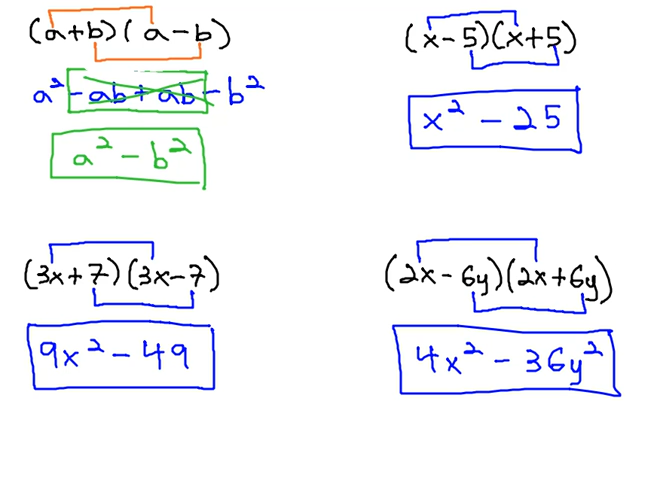 (a+b)(a-b)
a² -ab+ab -b²
a² - b²
(x-5)(x+5)
x² - 25
(3x+7)(3x-7)
9x² - 49
(2x-6y)(2x+6y)
4x² - 36y²